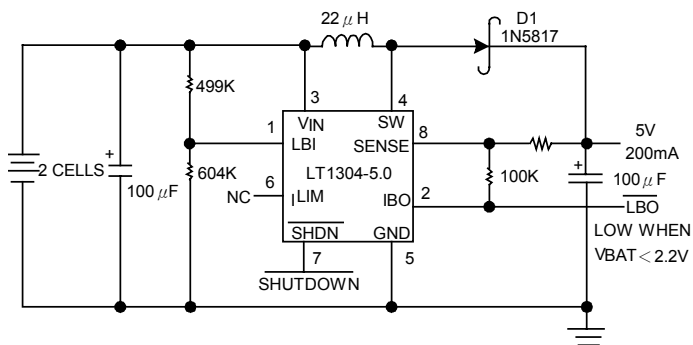 22 μH
D1
1N5817
499K
3
4
VIN
SW
1
LBI
SENSE
8
5V
200mA
2 CELLS
+
100 μF
604K
LT1304-5.0
100K
+
100 μF
NC
6
ILIM
IBO
2
LBO
SHDN
GND
LOW WHEN
VBAT＜2.2V
7
5
SHUTDOWN